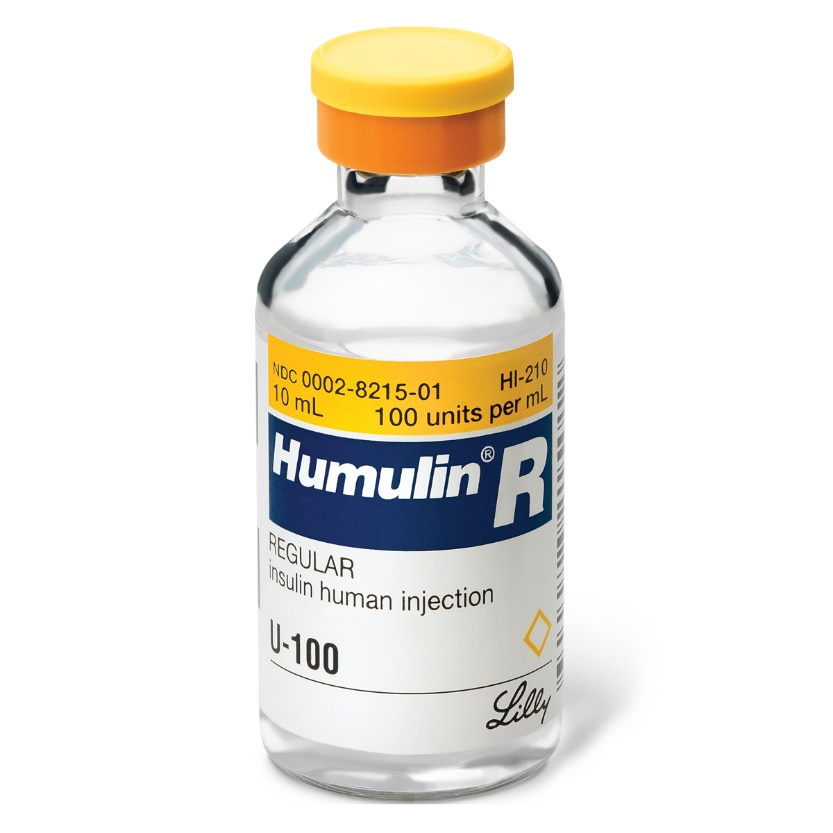 NDC 0002-8215-01 HI-210
10 mL 100 units per mL
Humulin® R
REGULAR
insulin human injection
U-100
Lilly